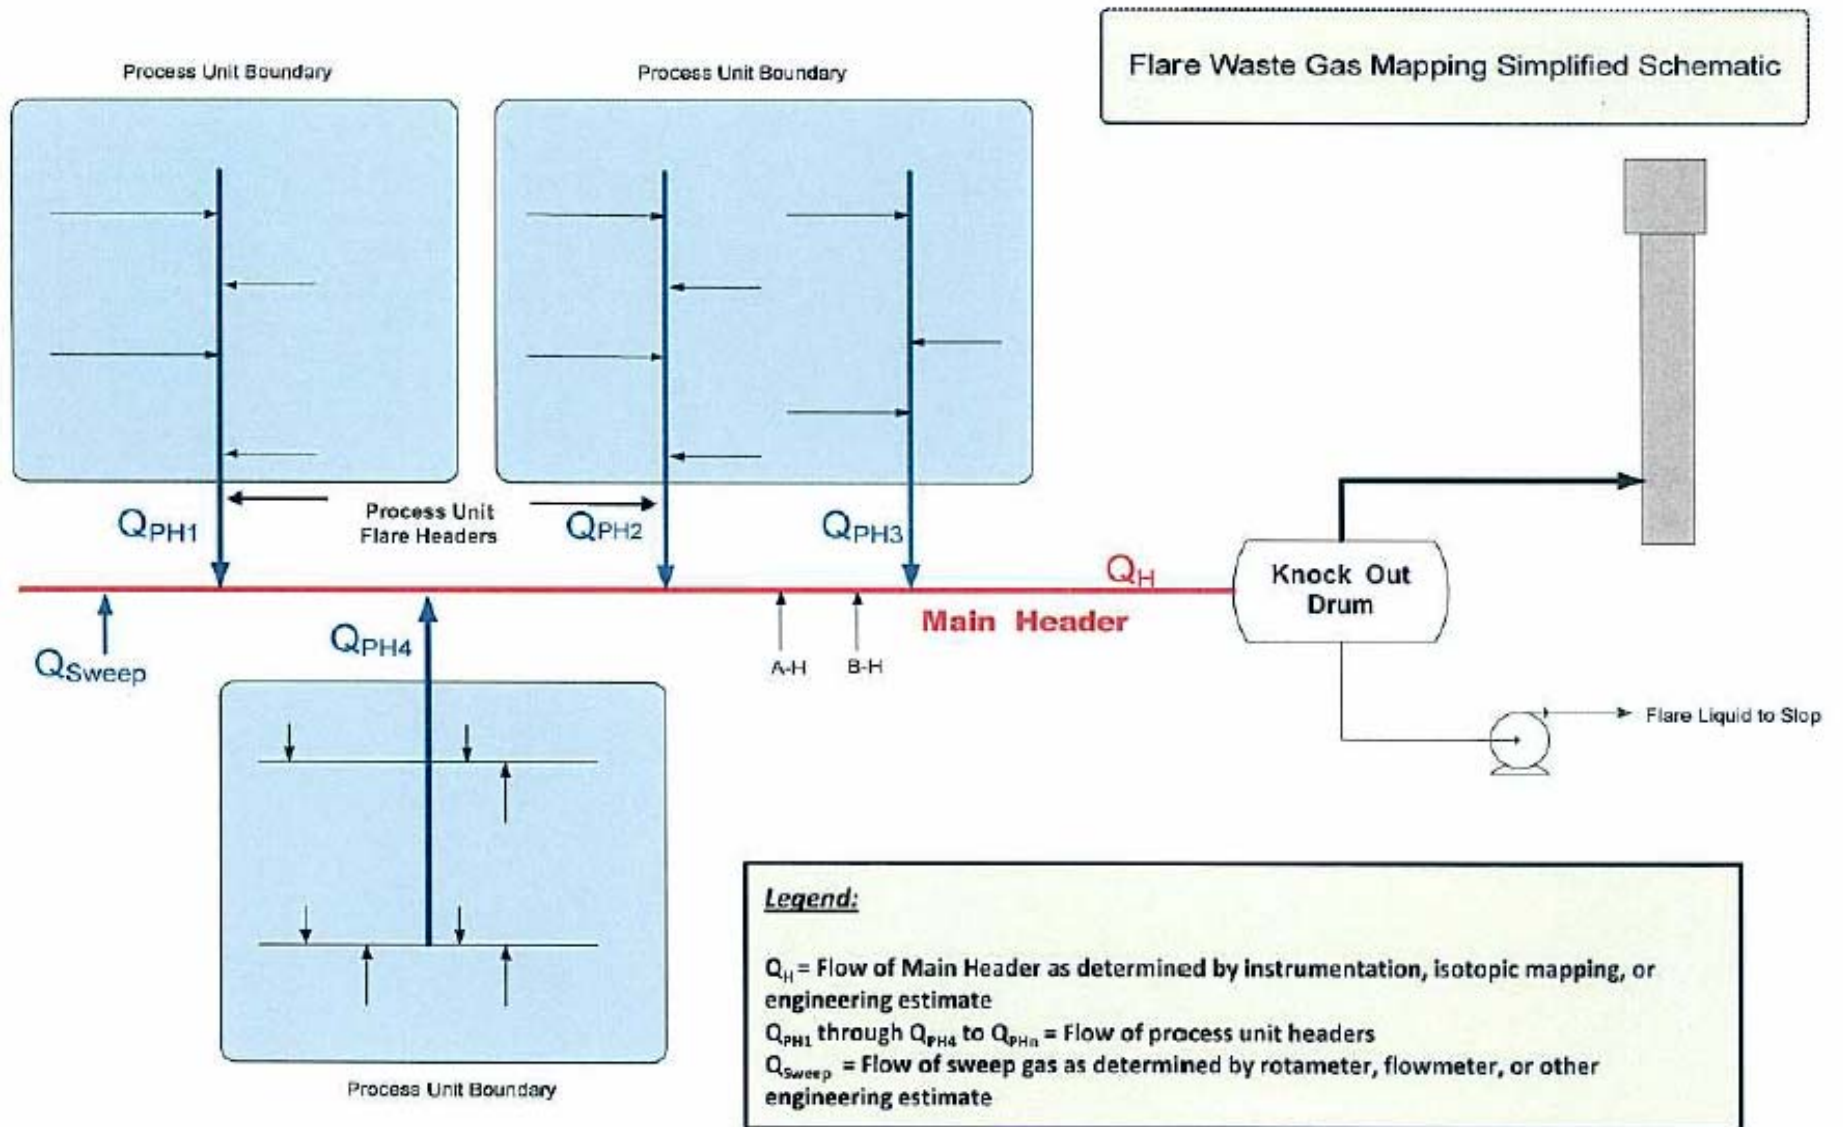 Flare Waste Gas Mapping Simplified Schematic
Process Unit Boundary
Process Unit Boundary
QPH1
Process Unit
Flare Headers
QPH2
QPH3
QH
Main Header
Knock Out
Drum
QSweep
QPH4
A-H
B-H
Flare Liquid to Slop
Process Unit Boundary
Legend:
QH = Flow of Main Header as determined by instrumentation, isotopic mapping, or
engineering estimate
QPH1 through QPH4 to QPHn = Flow of process unit headers
QSweep = Flow of sweep gas as determined by rotameter, flowmeter, or other
engineering estimate